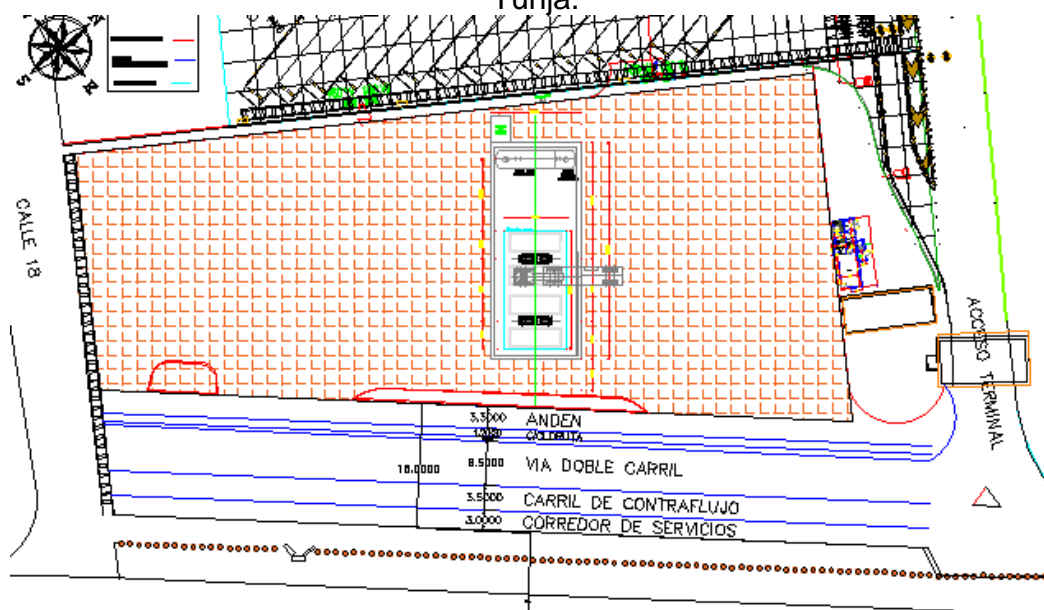 Tunja.
S
N
CALLE 18
ACCESO TERMINAL
3.3000 ANDEN
CICLORUTA
18.0000 8.5000 VIA DOBLE CARRIL
3.5000 CARRIL DE CONTRAFLUJO
3.0000 CORREDOR DE SERVICIOS